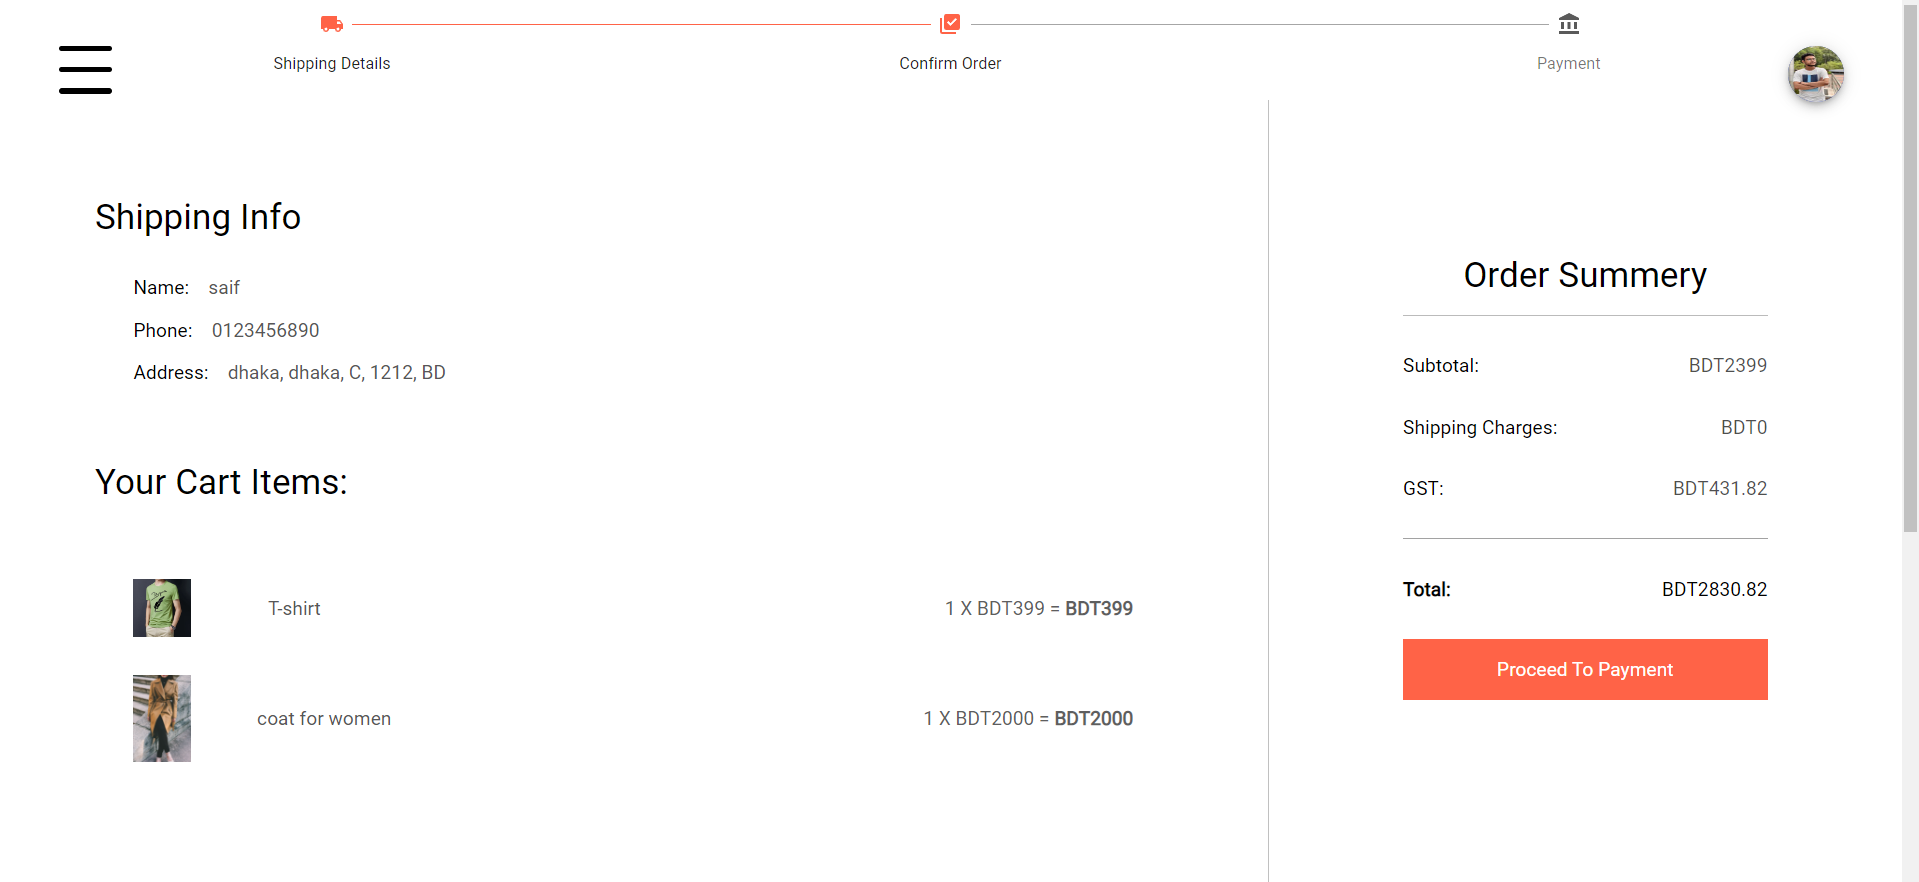 Shipping Details
Confirm Order
Payment
Shipping Info
Name: saif
Phone: 0123456890
Address: dhaka, dhaka, C, 1212, BD
Your Cart Items:
T-shirt 1 X BDT399 = BDT399
coat for women 1 X BDT2000 = BDT2000
Order Summery
Subtotal: BDT2399
Shipping Charges: BDT0
GST: BDT431.82
Total: BDT2830.82
Proceed To Payment